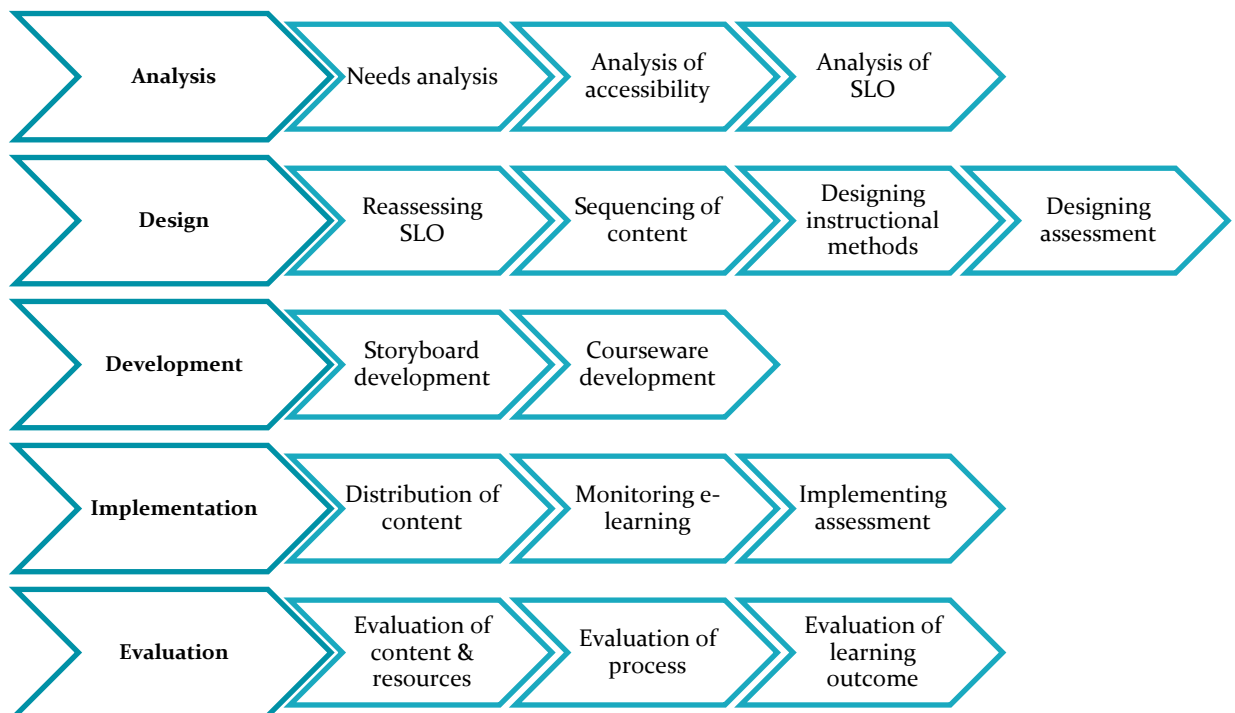 Analysis
Needs analysis
Analysis of
accessibility
Analysis of
SLO
Design
Reassessing
SLO
Sequencing of
content
Designing
instructional
methods
Designing
assessment
Development
Storyboard
development
Courseware
development
Implementation
Distribution of
content
Monitoring e-
learning
Implementing
assessment
Evaluation
Evaluation of
content &
resources
Evaluation of
process
Evaluation of
learning
outcome